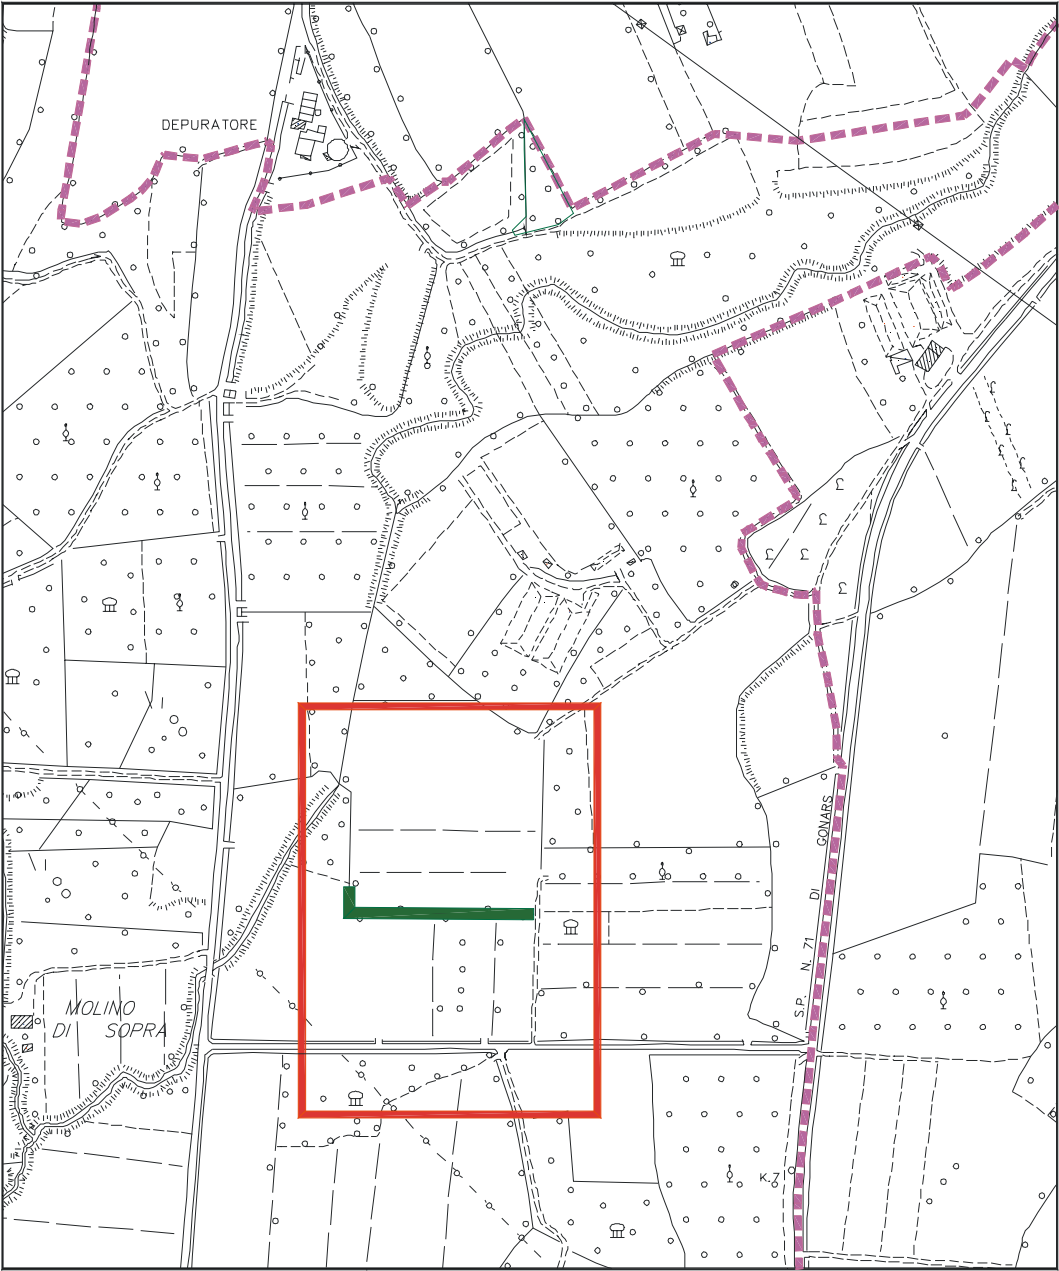 DEPURATORE
S.P. N. 71 DI GONARS
MOLINO
DI SOPRA
K.7